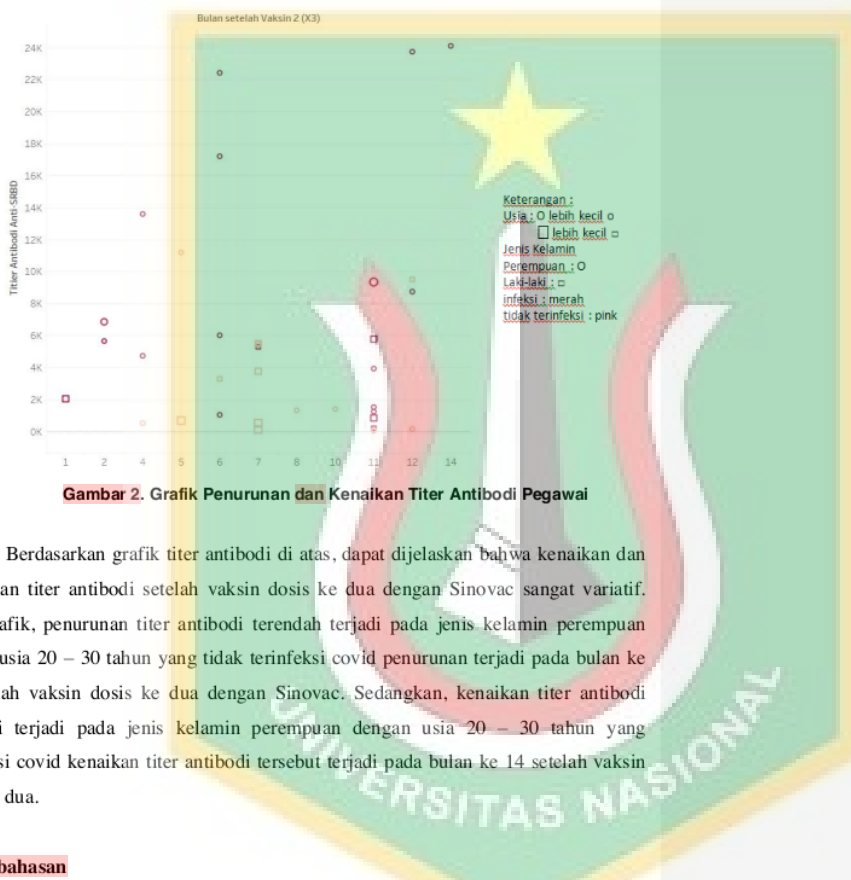 Bulan setelah Vaksin 2 (X3)
24K
22K
20K
18K
16K
14K
12K
10K
8K
6K
4K
2K
0K
Titier Antibodi Anti-SRBD
1 2 4 5 6 7 8 10 11 12 14
Keterangan :
Usia : O lebih kecil o
□ lebih kecil □
Jenis Kelamin
Perempuan : O
Laki-laki : □
infeksi : merah
tidak terinfeksi : pink
Gambar 2. Grafik Penurunan dan Kenaikan Titer Antibodi Pegawai
Berdasarkan grafik titer antibodi di atas, dapat dijelaskan bahwa kenaikan dan
an titer antibodi setelah vaksin dosis ke dua dengan Sinovac sangat variatif.
afik, penurunan titer antibodi terendah terjadi pada jenis kelamin perempuan
usia 20 – 30 tahun yang tidak terinfeksi covid penurunan terjadi pada bulan ke
ah vaksin dosis ke dua dengan Sinovac. Sedangkan, kenaikan titer antibodi
i terjadi pada jenis kelamin perempuan dengan usia 20 – 30 tahun yang
si covid kenaikan titer antibodi tersebut terjadi pada bulan ke 14 setelah vaksin
dua.
bahasan
UNIVERSITAS NASIONAL